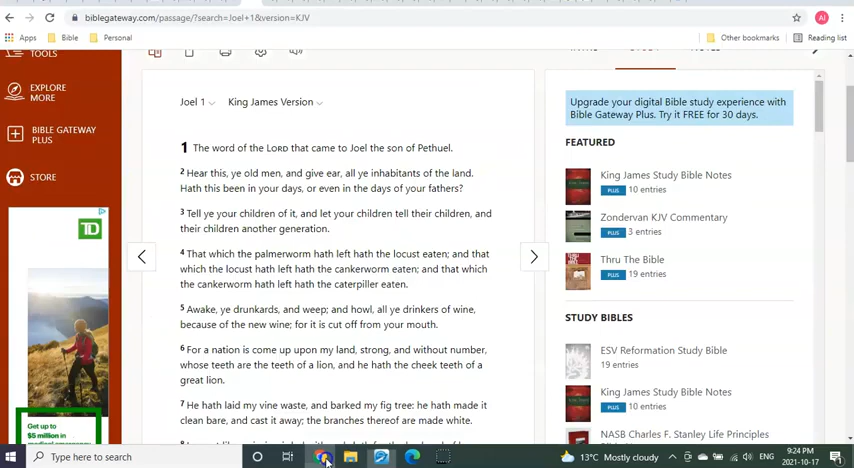 biblegateway.com/passage/?search=Joel+1&version=KJV
AI
Apps
Bible
Personal
Other bookmarks
Reading list
TOOLS
EXPLORE
MORE
BIBLE GATEWAY
PLUS
STORE
TD
Get up to
$5 million in
Joel 1
King James Version
1 The word of the LORD that came to Joel the son of Pethuel.
2 Hear this, ye old men, and give ear, all ye inhabitants of the land.
Hath this been in your days, or even in the days of your fathers?
3 Tell ye your children of it, and let your children tell their children, and
their children another generation.
4 That which the palmerworm hath left hath the locust eaten; and that
which the locust hath left hath the cankerworm eaten; and that which
the cankerworm hath left hath the caterpiller eaten.
5 Awake, ye drunkards, and weep; and howl, all ye drinkers of wine,
because of the new wine; for it is cut off from your mouth.
6 For a nation is come up upon my land, strong, and without number,
whose teeth are the teeth of a lion, and he hath the cheek teeth of a
great lion.
7 He hath laid my vine waste, and barked my fig tree: he hath made it
clean bare, and cast it away; the branches thereof are made white.
Upgrade your digital Bible study experience with
Bible Gateway Plus. Try it FREE for 30 days.
FEATURED
King James Study Bible Notes
PLUS 10 entries
Zondervan KJV Commentary
PLUS 3 entries
Thru The Bible
PLUS 19 entries
STUDY BIBLES
ESV Reformation Study Bible
19 entries
King James Study Bible Notes
PLUS 10 entries
NASB Charles F. Stanley Life Principles
Type here to search
13°C Mostly cloudy
ENG
9:24 PM
2021-10-17